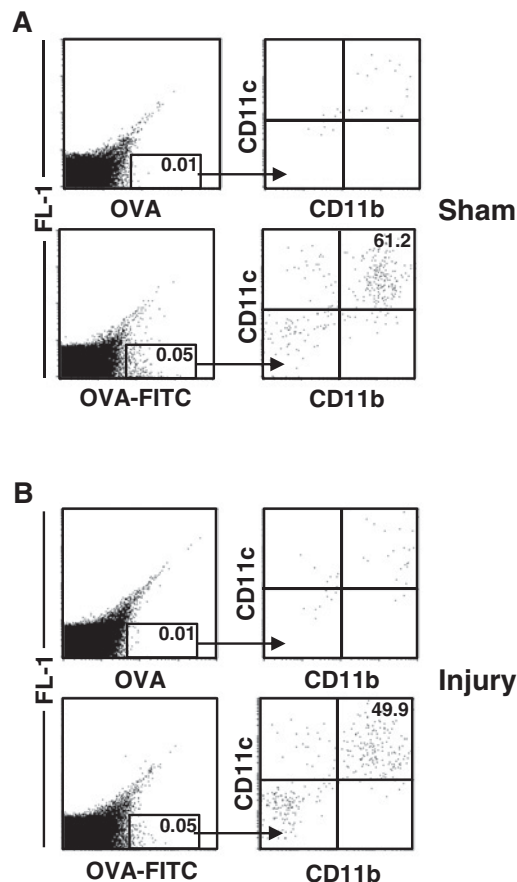 A
FL-1
0.01
OVA
CD11c
CD11b
Sham
0.05
OVA-FITC
CD11c
61.2
CD11b
B
FL-1
0.01
OVA
CD11c
CD11b
Injury
0.05
OVA-FITC
CD11c
49.9
CD11b